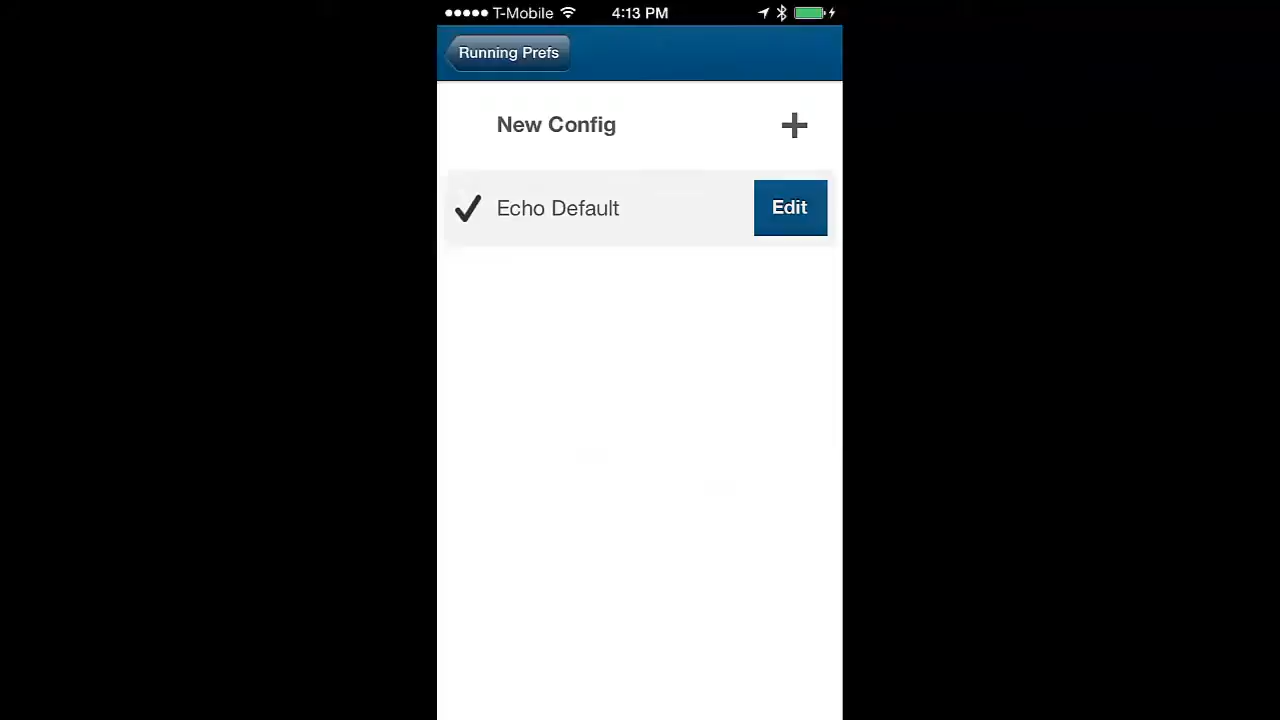 T-Mobile 4:13 PM
Running Prefs
New Config
Echo Default Edit